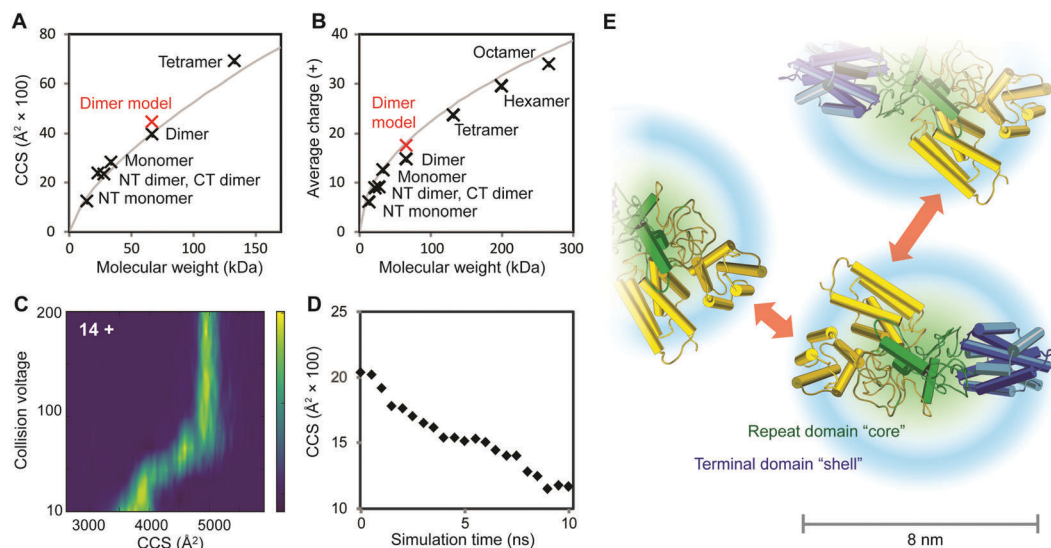 A
CCS (Å² × 100)
80
60
40
20
0
0
50
100
150
Molecular weight (kDa)
Tetramer
Dimer model
Dimer
Monomer
NT dimer, CT dimer
NT monomer
B
Average charge (+)
40
30
20
10
0
0
100
200
300
Molecular weight (kDa)
Octamer
Hexamer
Dimer
model
Tetramer
Dimer
Monomer
NT dimer, CT dimer
NT monomer
C
14 +
Collision voltage
200
100
10
3000
4000
5000
CCS (Å²)
D
CCS (Å² × 100)
25
20
15
10
0
5
10
Simulation time (ns)
E
Repeat domain “core”
Terminal domain “shell”
8 nm